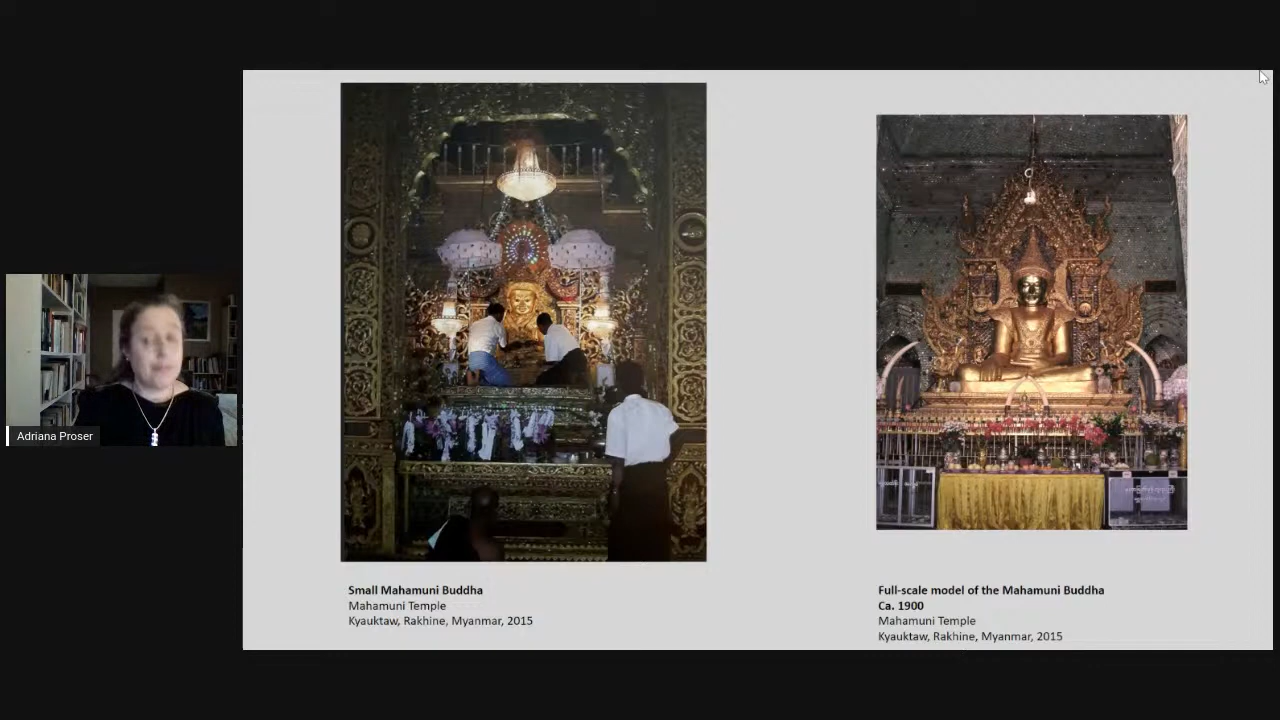 Adriana Proser
Small Mahamuni Buddha
Mahamuni Temple
Kyauktaw, Rakhine, Myanmar, 2015
Full-scale model of the Mahamuni Buddha
Ca. 1900
Mahamuni Temple
Kyauktaw, Rakhine, Myanmar, 2015